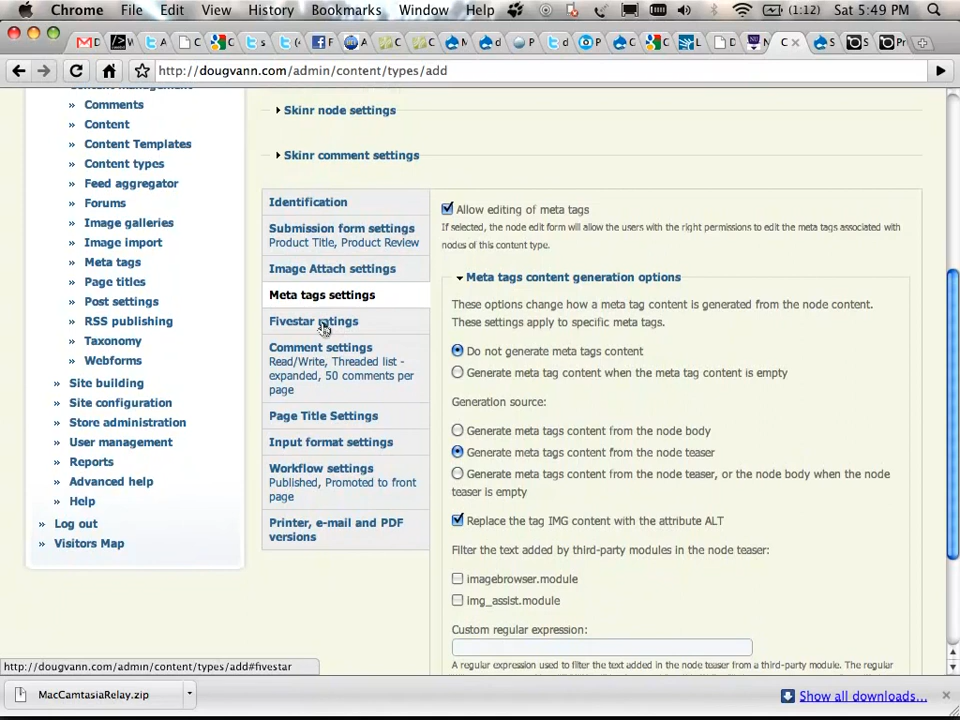 Chrome File Edit View History Bookmarks Window Help (1:12) Sat 5:49 PM
http://dougvann.com/admin/content/types/add
» Comments
» Content
» Content Templates
» Content types
» Feed aggregator
» Forums
» Image galleries
» Image import
» Meta tags
» Page titles
» Post settings
» RSS publishing
» Taxonomy
» Webforms
» Site building
» Site configuration
» Store administration
» User management
» Reports
» Advanced help
» Help
» Log out
» Visitors Map
Skinr node settings
Skinr comment settings
Identification
Submission form settings
Product Title, Product Review
Image Attach settings
Meta tags settings
Fivestar ratings
Comment settings
Read/Write, Threaded list -
expanded, 50 comments per
page
Page Title Settings
Input format settings
Workflow settings
Published, Promoted to front
page
Printer, e-mail and PDF
versions
Allow editing of meta tags
If selected, the node edit form will allow the users with the right permissions to edit the meta tags associated with
nodes of this content type.
Meta tags content generation options
These options change how a meta tag content is generated from the node content.
These settings apply to specific meta tags.
Do not generate meta tags content
Generate meta tag content when the meta tag content is empty
Generation source:
Generate meta tags content from the node body
Generate meta tags content from the node teaser
Generate meta tags content from the node teaser, or the node body when the node
teaser is empty
Replace the tag IMG content with the attribute ALT
Filter the text added by third-party modules in the node teaser:
imagebrowser.module
img_assist.module
Custom regular expression:
A regular expression used to filter the text added in the node teaser from a third-party module. The regular
http://dougvann.com/admin/content/types/add#fivestar
MacCamtasiaRelay.zip
Show all downloads...